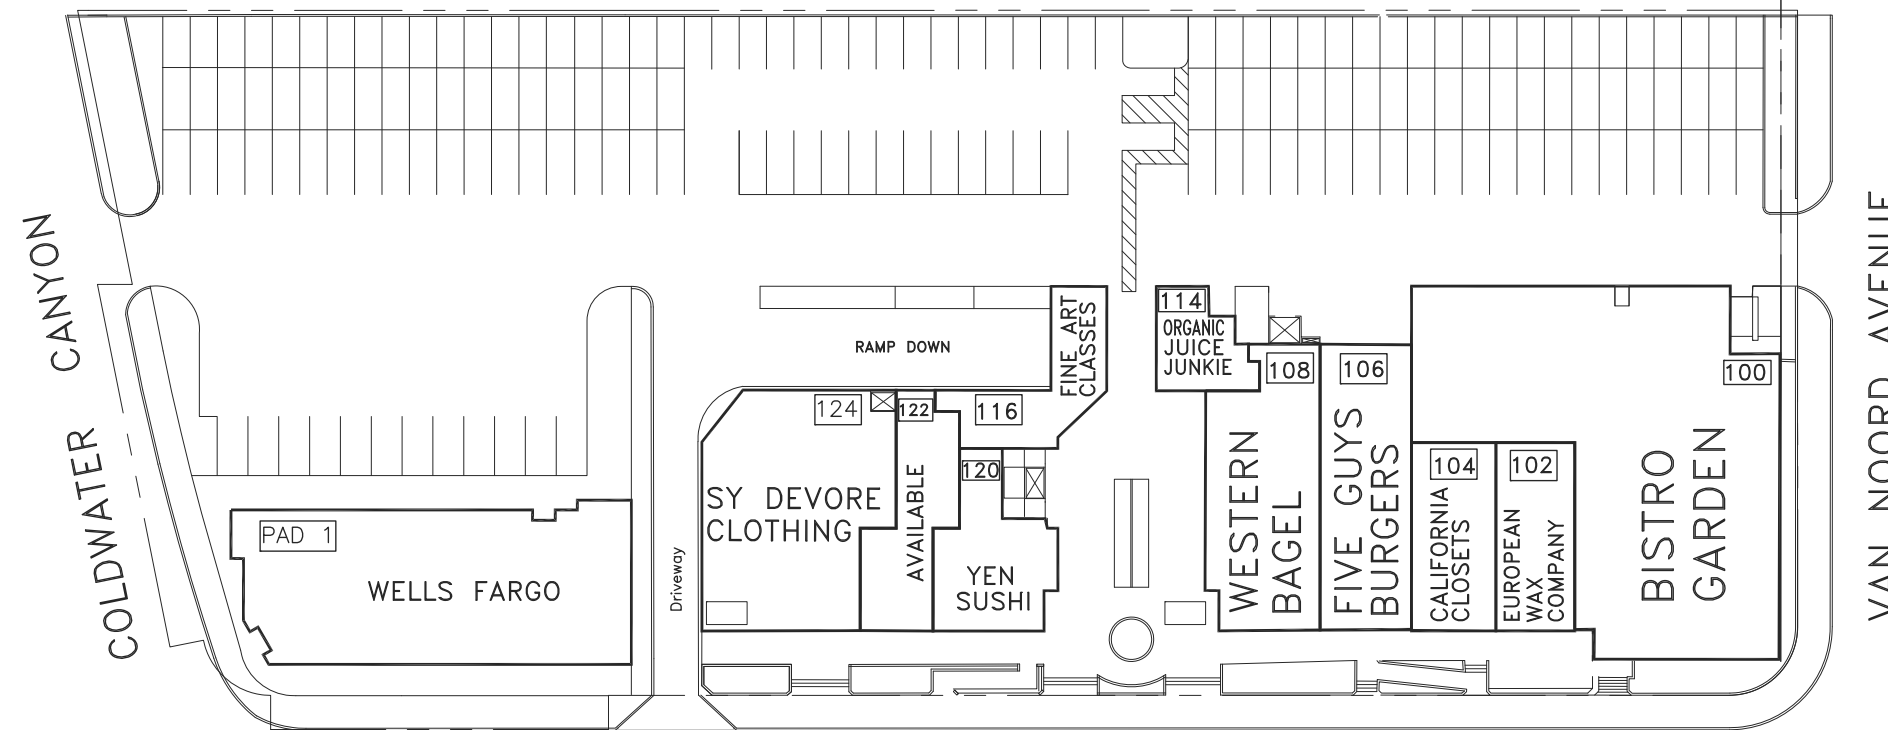 COLDWATER CANYON
PAD 1
WELLS FARGO
Driveway
RAMP DOWN
124
SY DEVORE
CLOTHING
122
AVAILABLE
116
FINE ART
CLASSES
120
YEN
SUSHI
114
ORGANIC
JUICE
JUNKIE
108
WESTERN
BAGEL
106
FIVE GUYS
BURGERS
104
CALIFORNIA
CLOSETS
102
EUROPEAN
WAX
COMPANY
100
BISTRO
GARDEN
VAN NOORD AVENUE